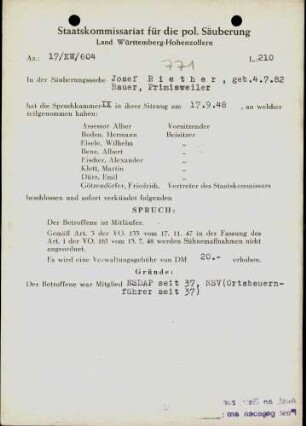 Staatskommissariat für die pol. Säuberung
Land Württemberg-Hohenzollern
Az.: 17/KW/604
L.210
771
In der Säuberungssache Josef Riether, geb.4.7.82
Bauer, Primisweiler
hat die Spruchkammer IX in ihrer Sitzung am 17.9.48 , an welcher
teilgenommen haben:
Assessor Alber Vorsitzender
Boden, Hermann Beisitzer
Eisele, Wilhelm „
Benz, Albert „
Fischer, Alexander „
Klett, Martin „
Dürr, Emil „
Götzendörfer, Friedrich, Vertreter des Staatskommissars
beschlossen und sofort verkündet folgenden
SPRUCH:
Der Betroffene ist Mitläufer.
Gemäß Art. 3 der VO. 133 vom 17. 11. 47 in der Fassung des
Art. 1 der VO. 165 vom 13. 7. 48 werden Sühnemaßnahmen nicht
angeordnet.
Es wird eine Verwaltungsgebühr von DM 20.- erhoben.
Gründe:
Der Betroffene war Mitglied NSDAP seit 37, NSV(Ortsbauern-
führer seit 37)